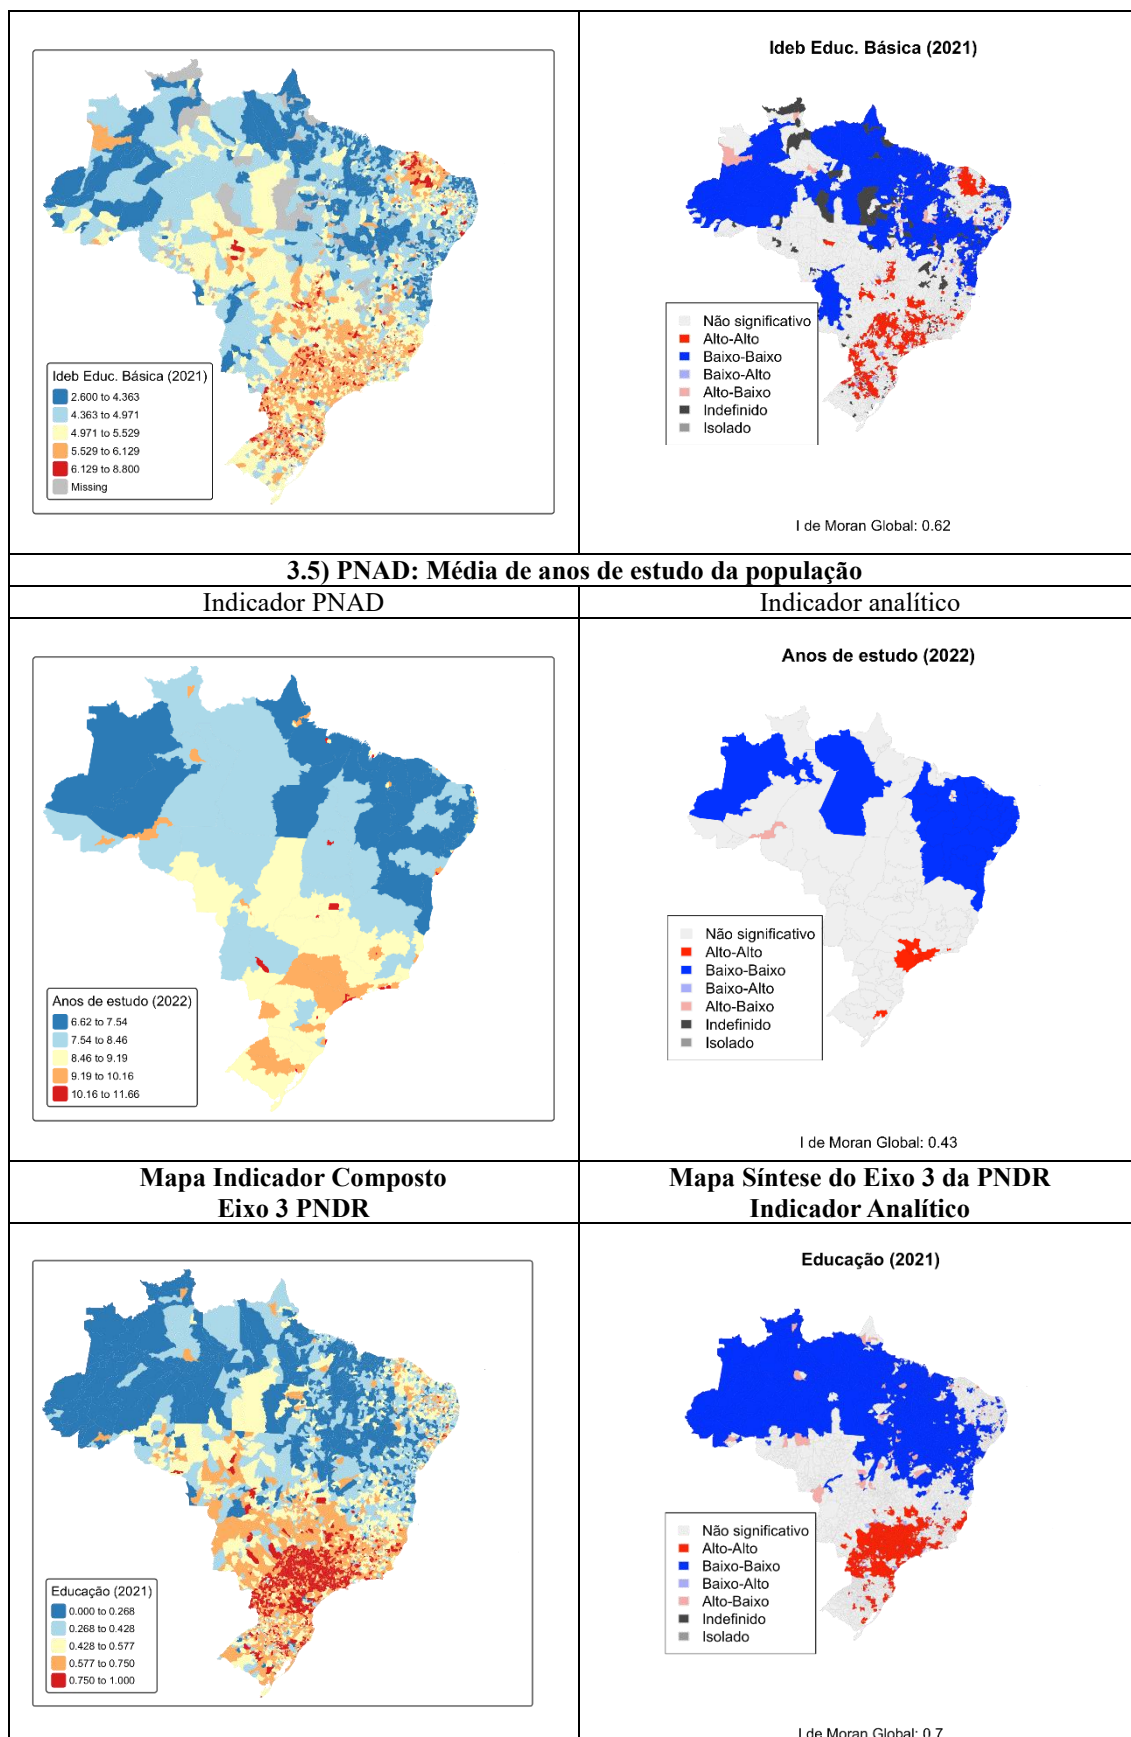 Ideb Educ. Básica (2021)
2.600 to 4.363
4.363 to 4.971
4.971 to 5.529
5.529 to 6.129
6.129 to 8.800
Missing
Ideb Educ. Básica (2021)
Não significativo
Alto-Alto
Baixo-Baixo
Baixo-Alto
Alto-Baixo
Indefinido
Isolado
I de Moran Global: 0.62
3.5) PNAD: Média de anos de estudo da população
Indicador PNAD
Indicador analítico
Anos de estudo (2022)
6.62 to 7.54
7.54 to 8.46
8.46 to 9.19
9.19 to 10.16
10.16 to 11.66
Anos de estudo (2022)
Não significativo
Alto-Alto
Baixo-Baixo
Baixo-Alto
Alto-Baixo
Indefinido
Isolado
I de Moran Global: 0.43
Mapa Indicador Composto
Eixo 3 PNDR
Mapa Síntese do Eixo 3 da PNDR
Indicador Analítico
Educação (2021)
0.000 to 0.268
0.268 to 0.428
0.428 to 0.577
0.577 to 0.750
0.750 to 1.000
Educação (2021)
Não significativo
Alto-Alto
Baixo-Baixo
Baixo-Alto
Alto-Baixo
Indefinido
Isolado
I de Moran Global: 0.7